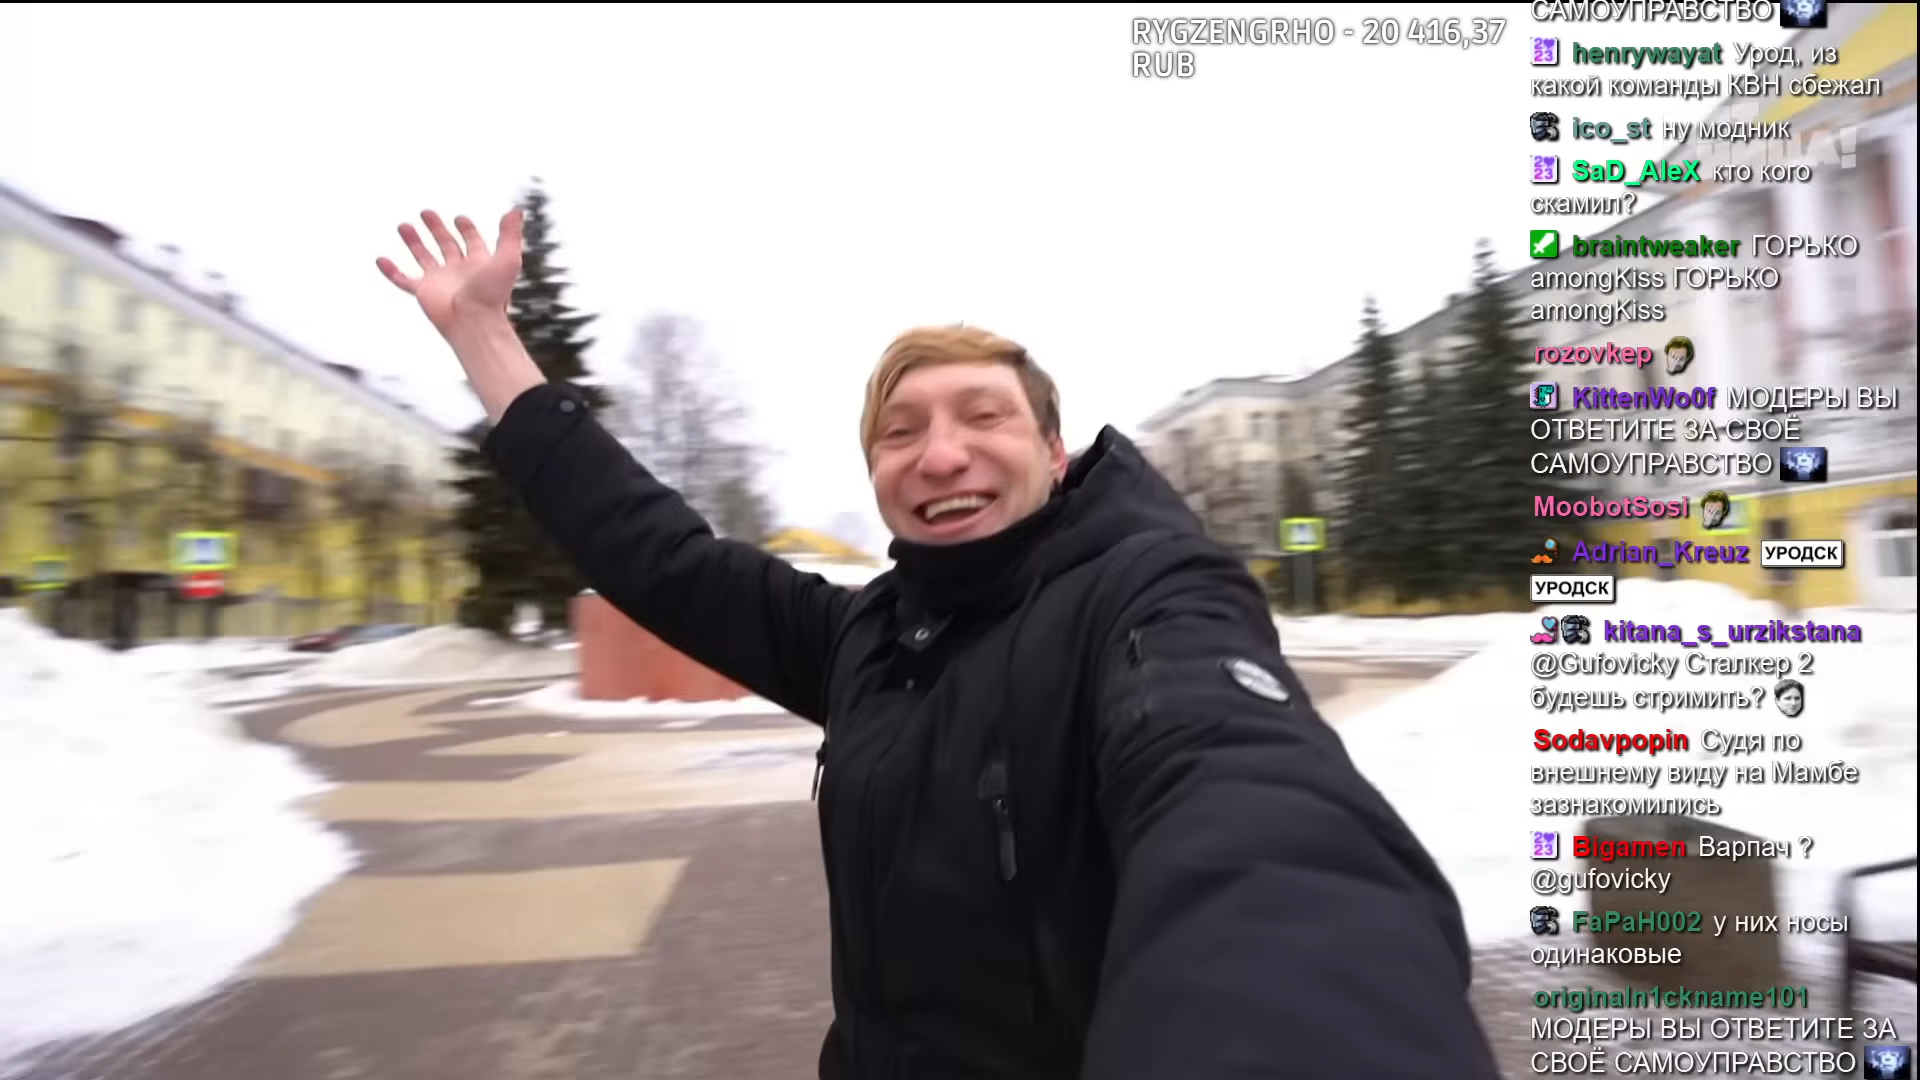 RYGZENGRHO - 20 416,37
RUB
САМОУПРАВСТВО
henrywayat Урод, из
какой команды КВН сбежал
ico_st ну модник
SaD_AleX кто кого
скамил?
braintweaker ГОРЬКО
amongKiss ГОРЬКО
amongKiss
rozovkep
KittenWo0f МОДЕРЫ ВЫ
ОТВЕТИТЕ ЗА СВОЁ
САМОУПРАВСТВО
MoobotSosi
Adrian_Kreuz УРОДСК
УРОДСК
kitana_s_urzikstana
@Gufovicky Сталкер 2
будешь стримить?
Sodavpopin Судя по
внешнему виду на Мамбе
зазнакомились
Bigamen Варпач ?
@gufovicky
FaPaH002 у них носы
одинаковые
originaln1ckname101
МОДЕРЫ ВЫ ОТВЕТИТЕ ЗА
СВОЁ САМОУПРАВСТВО